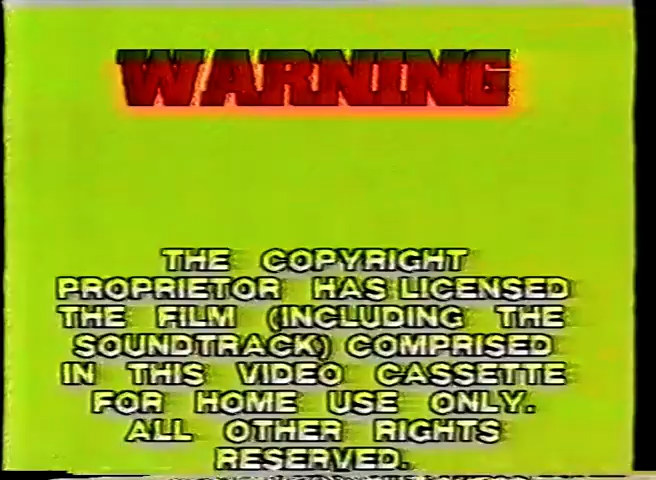 WARNING
THE COPYRIGHT
PROPRIETOR HAS LICENSED
THE FILM (INCLUDING THE
SOUNDTRACK) COMPRISED
IN THIS VIDEO CASSETTE
FOR HOME USE ONLY.
ALL OTHER RIGHTS
RESERVED.